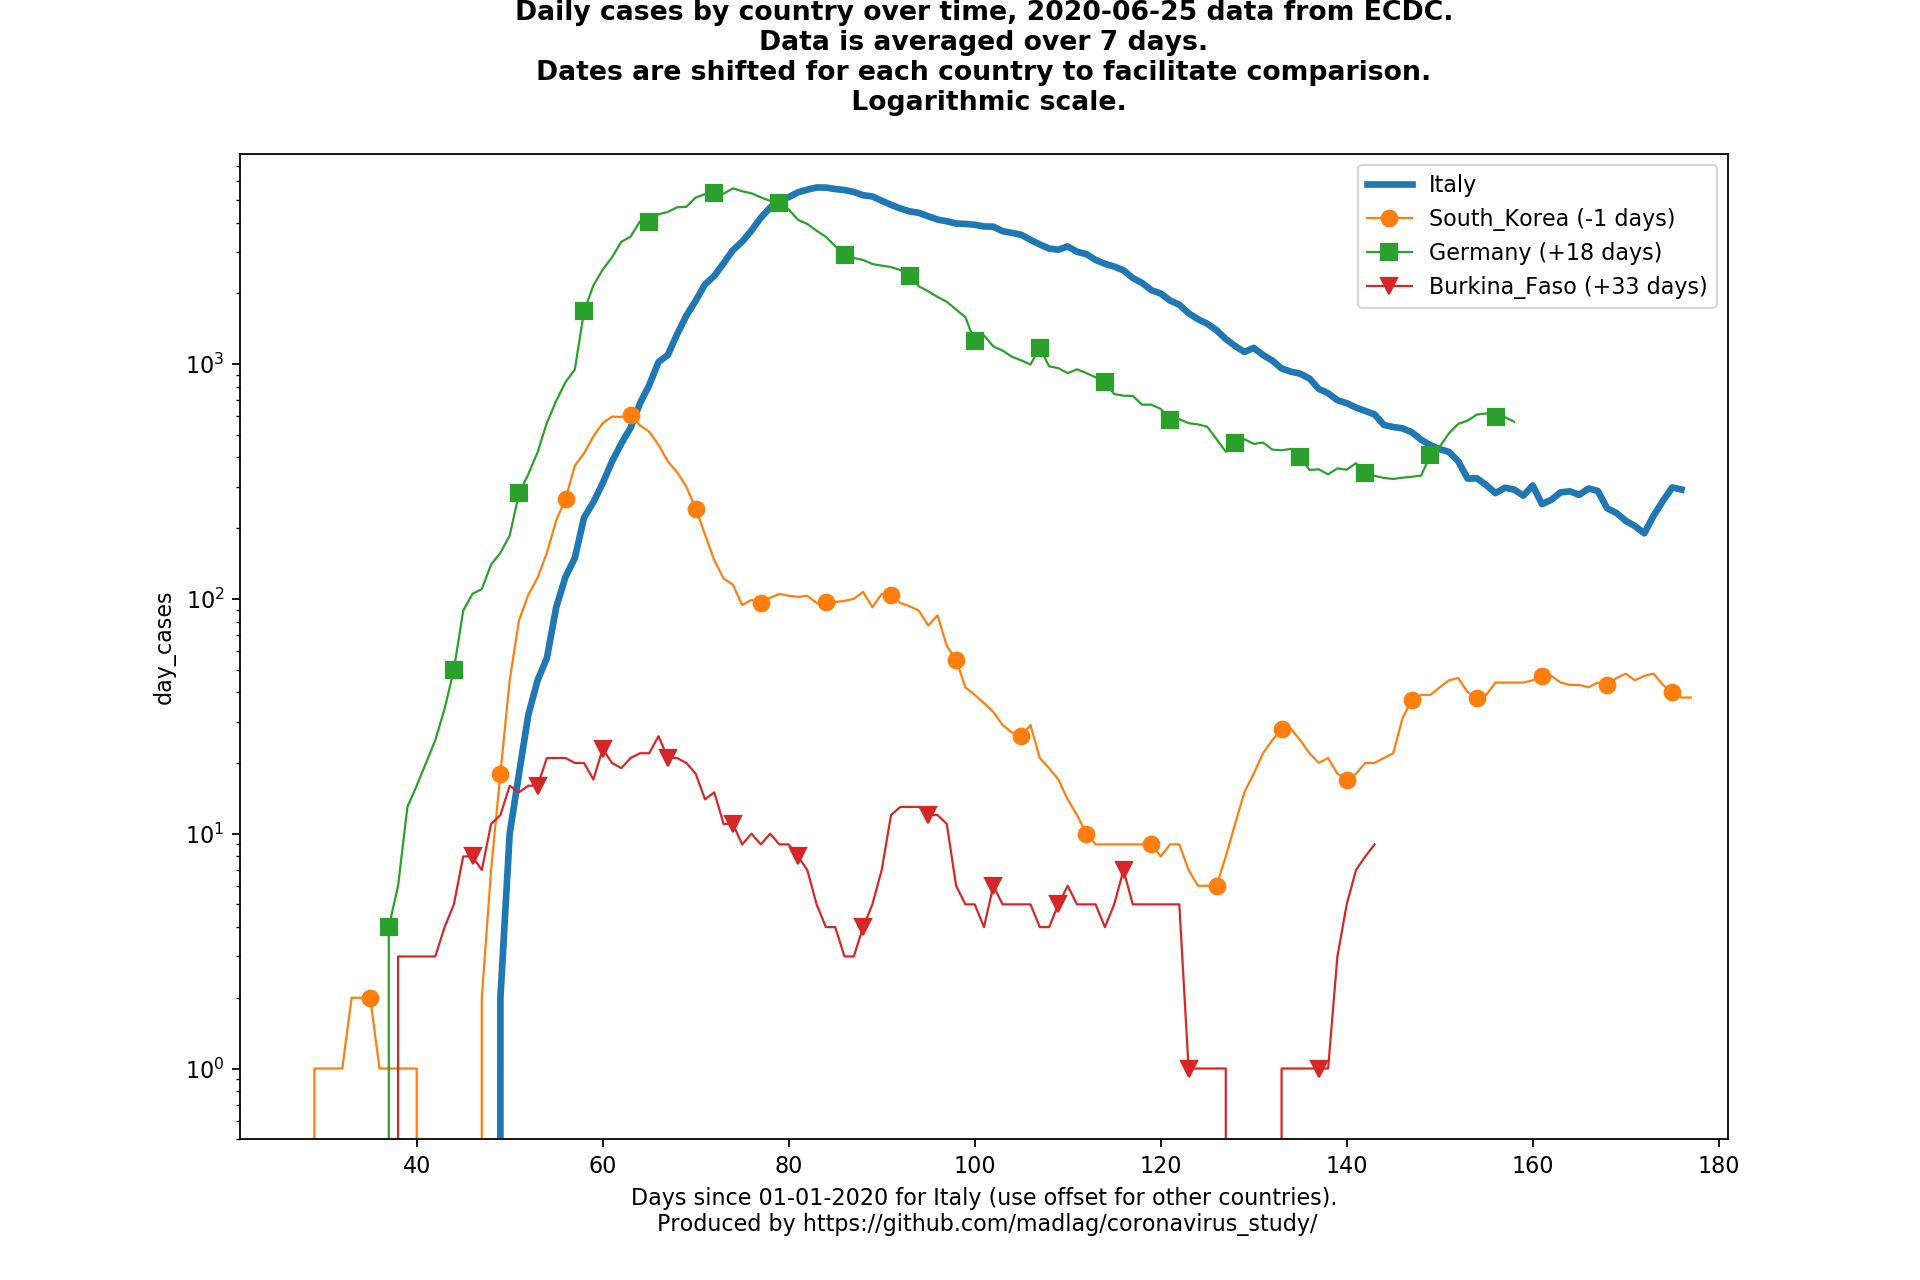 Daily cases by country over time, 2020-06-25 data from ECDC.
Data is averaged over 7 days.
Dates are shifted for each country to facilitate comparison.
Logarithmic scale.
Italy
South_Korea (-1 days)
Germany (+18 days)
Burkina_Faso (+33 days)
day_cases
10³
10²
10¹
10⁰
40 60 80 100 120 140 160 180
Days since 01-01-2020 for Italy (use offset for other countries).
Produced by https://github.com/madlag/coronavirus_study/